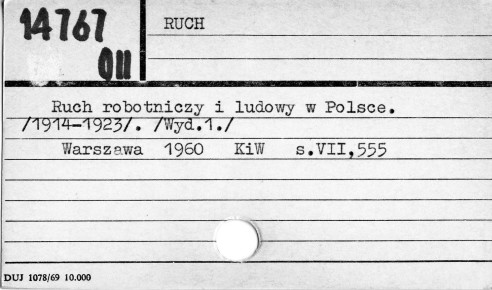 14767
RUCH
OII
Ruch robotniczy i ludowy w Polsce.
/1914-1923/. /Wyd.1./
Warszawa 1960 KiW s.VII,555
DUJ 1078/69 10.000